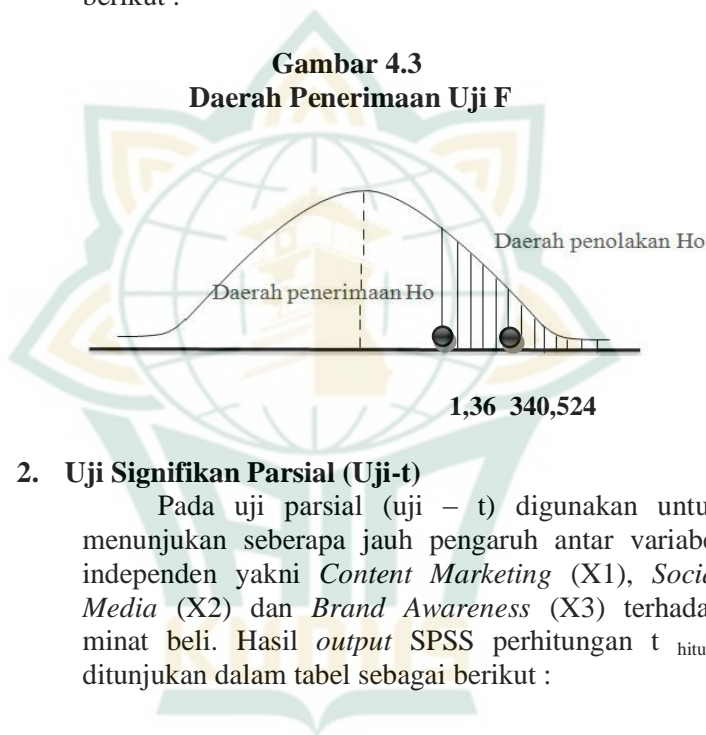 berikut :
Gambar 4.3
Daerah Penerimaan Uji F
Daerah penolakan Ho
Daerah penerimaan Ho
1,36 340,524
2. Uji Signifikan Parsial (Uji-t)
Pada uji parsial (uji – t) digunakan untu
menunjukan seberapa jauh pengaruh antar variabe
independen yakni Content Marketing (X1), Socia
Media (X2) dan Brand Awareness (X3) terhada
minat beli. Hasil output SPSS perhitungan t hitu
ditunjukan dalam tabel sebagai berikut :